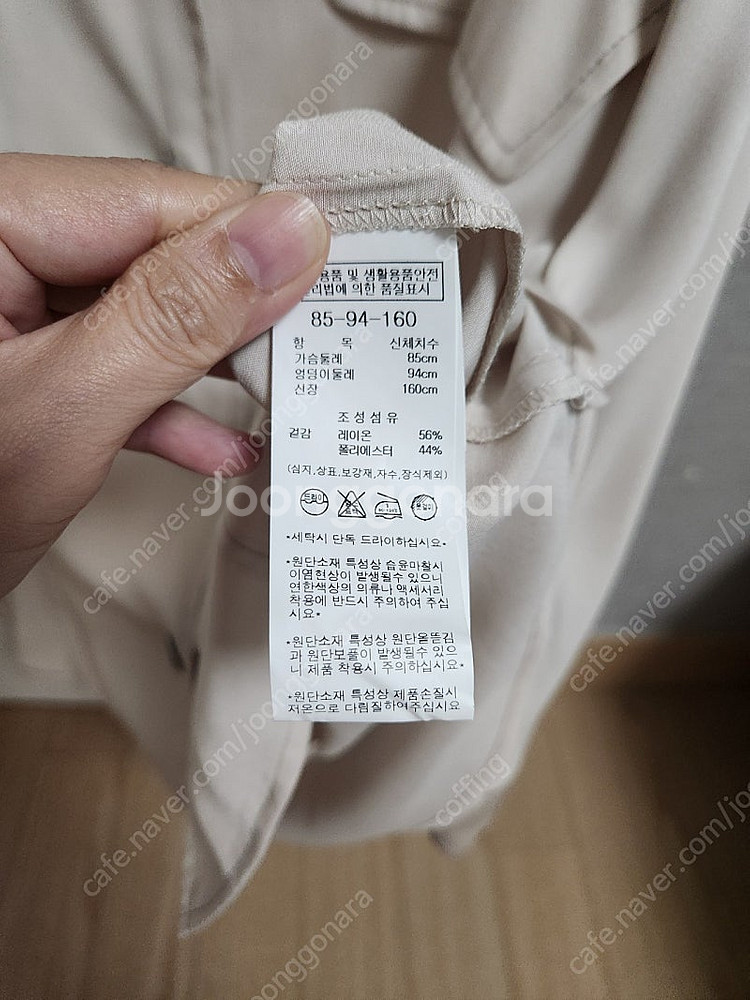 용품 및 생활용품안전
리법에 의한 품질표시
85-94-160
항 목 신체치수
가슴둘레 85cm
엉덩이둘레 94cm
신장 160cm
조성섬유
겉감 레이온 56%
폴리에스터 44%
(심지,상표,보강재,자수,장식제외)
드라이
Joonggonara
*세탁시 단독 드라이하십시요*
*원단소재 특성상 습윤마찰시
이염현상이 발생될수 있으니
연한색상의 의류나 액세서리
착용에 반드시 주의하여 주십
시요*
*원단소재 특성상 원단올뜯김
과 원단보풀이 발생될수 있으
니 제품 착용시 주의하십시요*
*원단소재 특성상 제품손질시
저온으로 다림질하여주십시요
cafe.naver.com/joonggonara
coffing